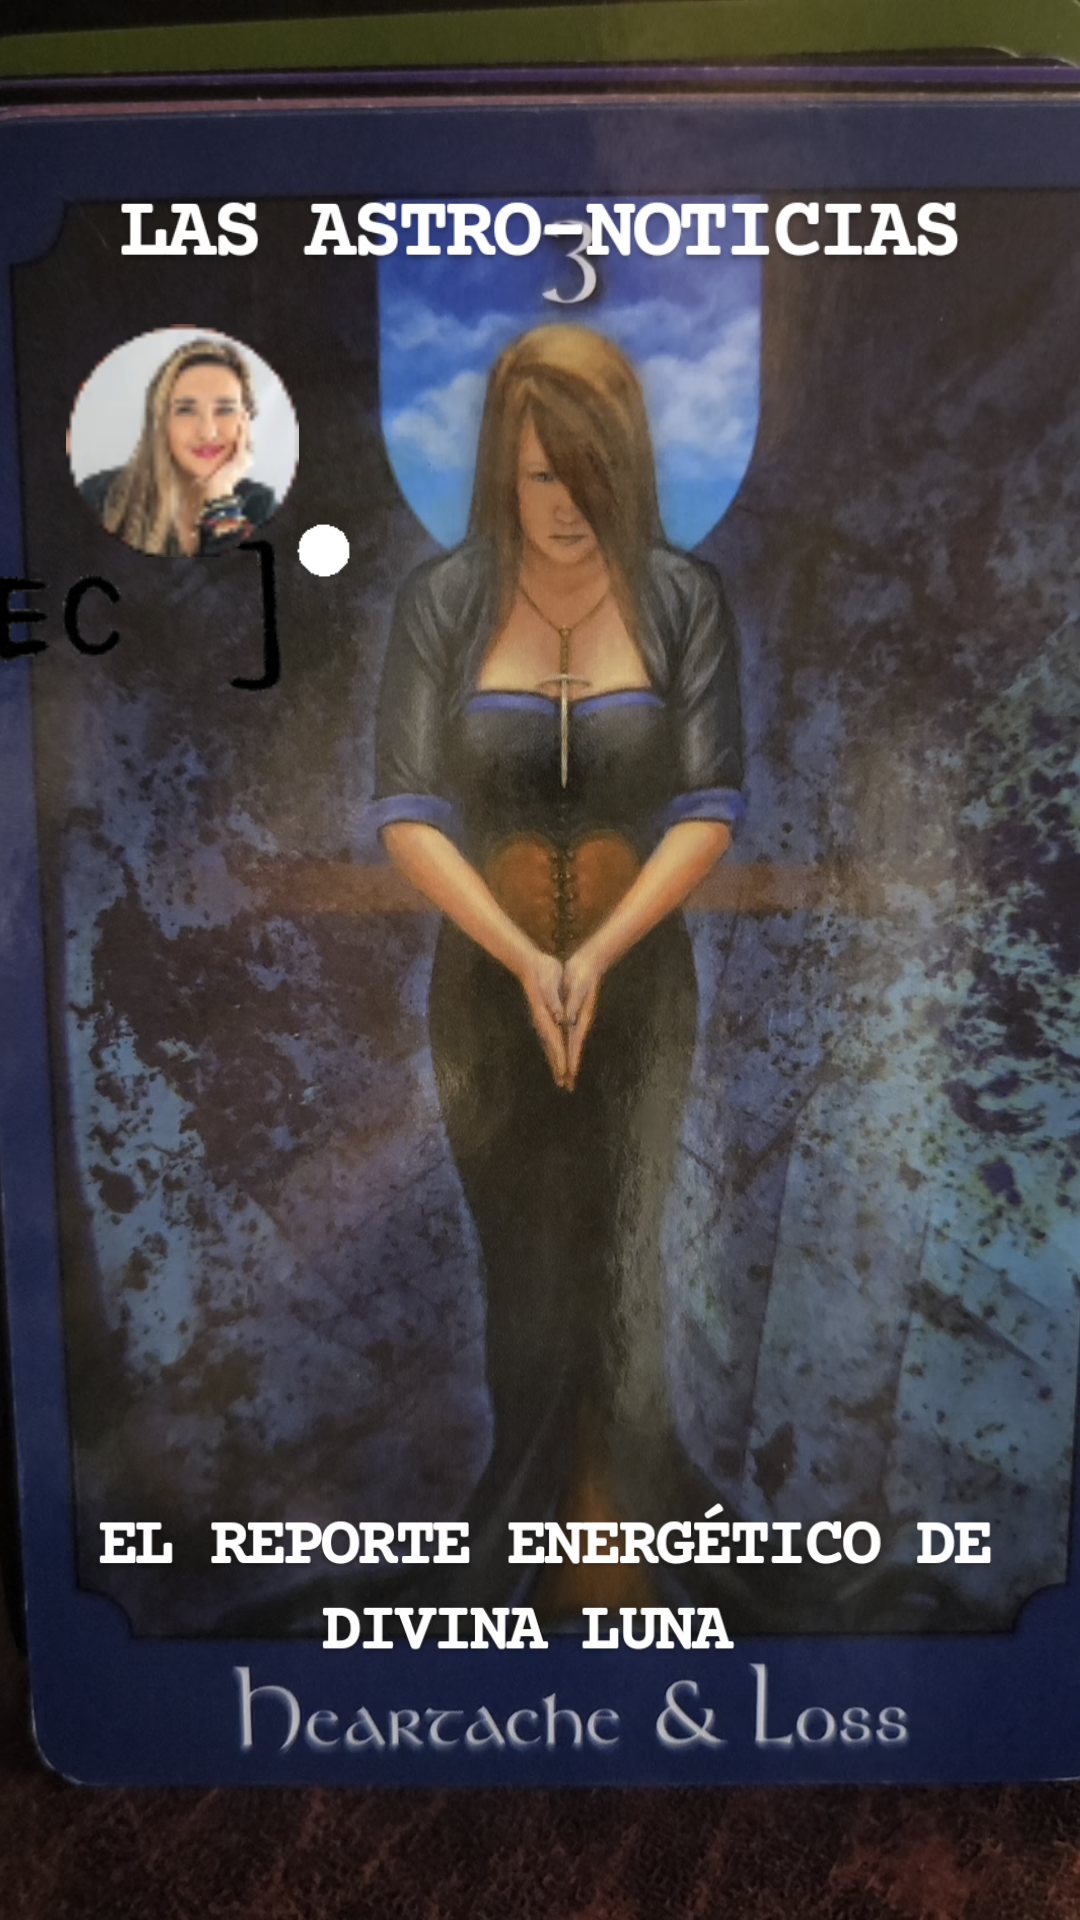 LAS ASTRO-NOTICIAS
3
EC ]
EL REPORTE ENERGÉTICO DE
DIVINA LUNA
Heartache & Loss